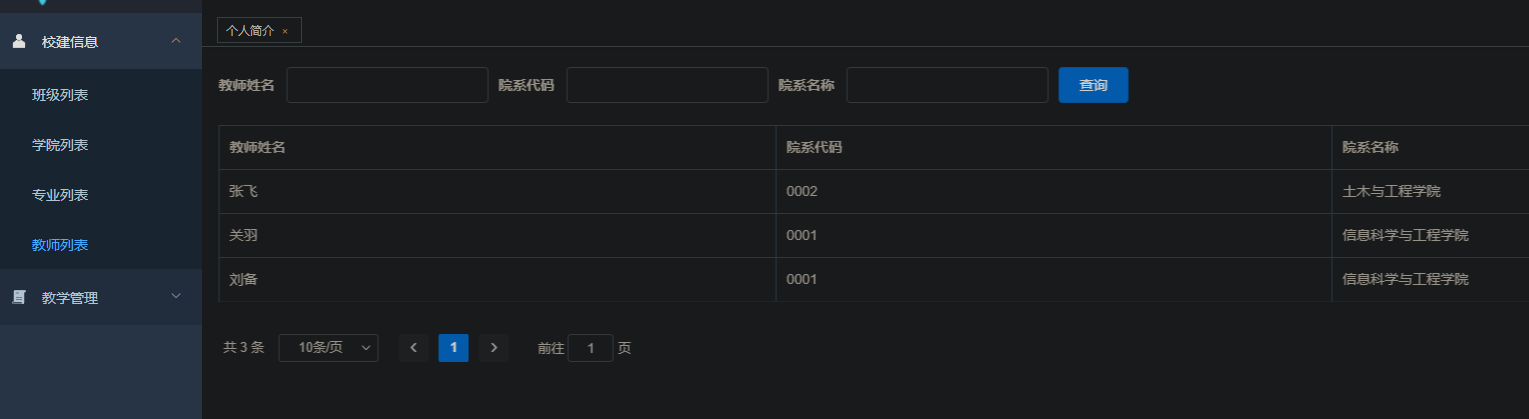 校建信息
班级列表
学院列表
专业列表
教师列表
教学管理
个人简介 ×
教师姓名 院系代码 院系名称 查询
教师姓名 院系代码 院系名称
张飞 0002 土木与工程学院
关羽 0001 信息科学与工程学院
刘备 0001 信息科学与工程学院
共 3 条 10条/页 1 前往 1 页